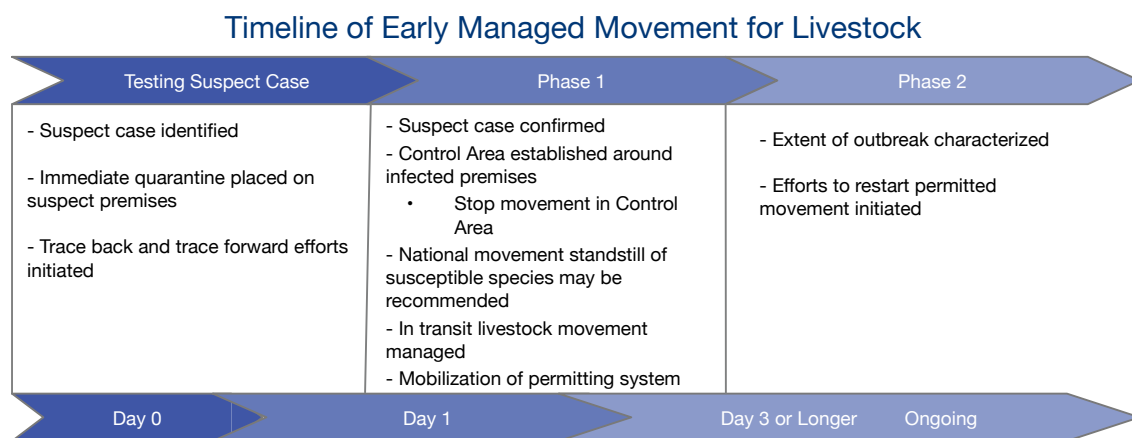 Timeline of Early Managed Movement for Livestock
Testing Suspect Case
Phase 1
Phase 2
- Suspect case identified
- Immediate quarantine placed on
suspect premises
- Trace back and trace forward efforts
initiated
- Suspect case confirmed
- Control Area established around
infected premises
• Stop movement in Control
Area
- National movement standstill of
susceptible species may be
recommended
- In transit livestock movement
managed
- Mobilization of permitting system
- Extent of outbreak characterized
- Efforts to restart permitted
movement initiated
Day 0
Day 1
Day 3 or Longer Ongoing